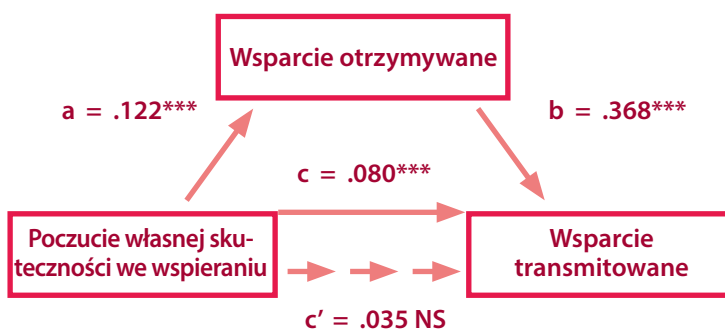 Wsparcie otrzymywane
a = .122***
b = .368***
c = .080***
Poczucie własnej sku-
teczności we wspieraniu
Wsparcie
transmitowane
c’ = .035 NS